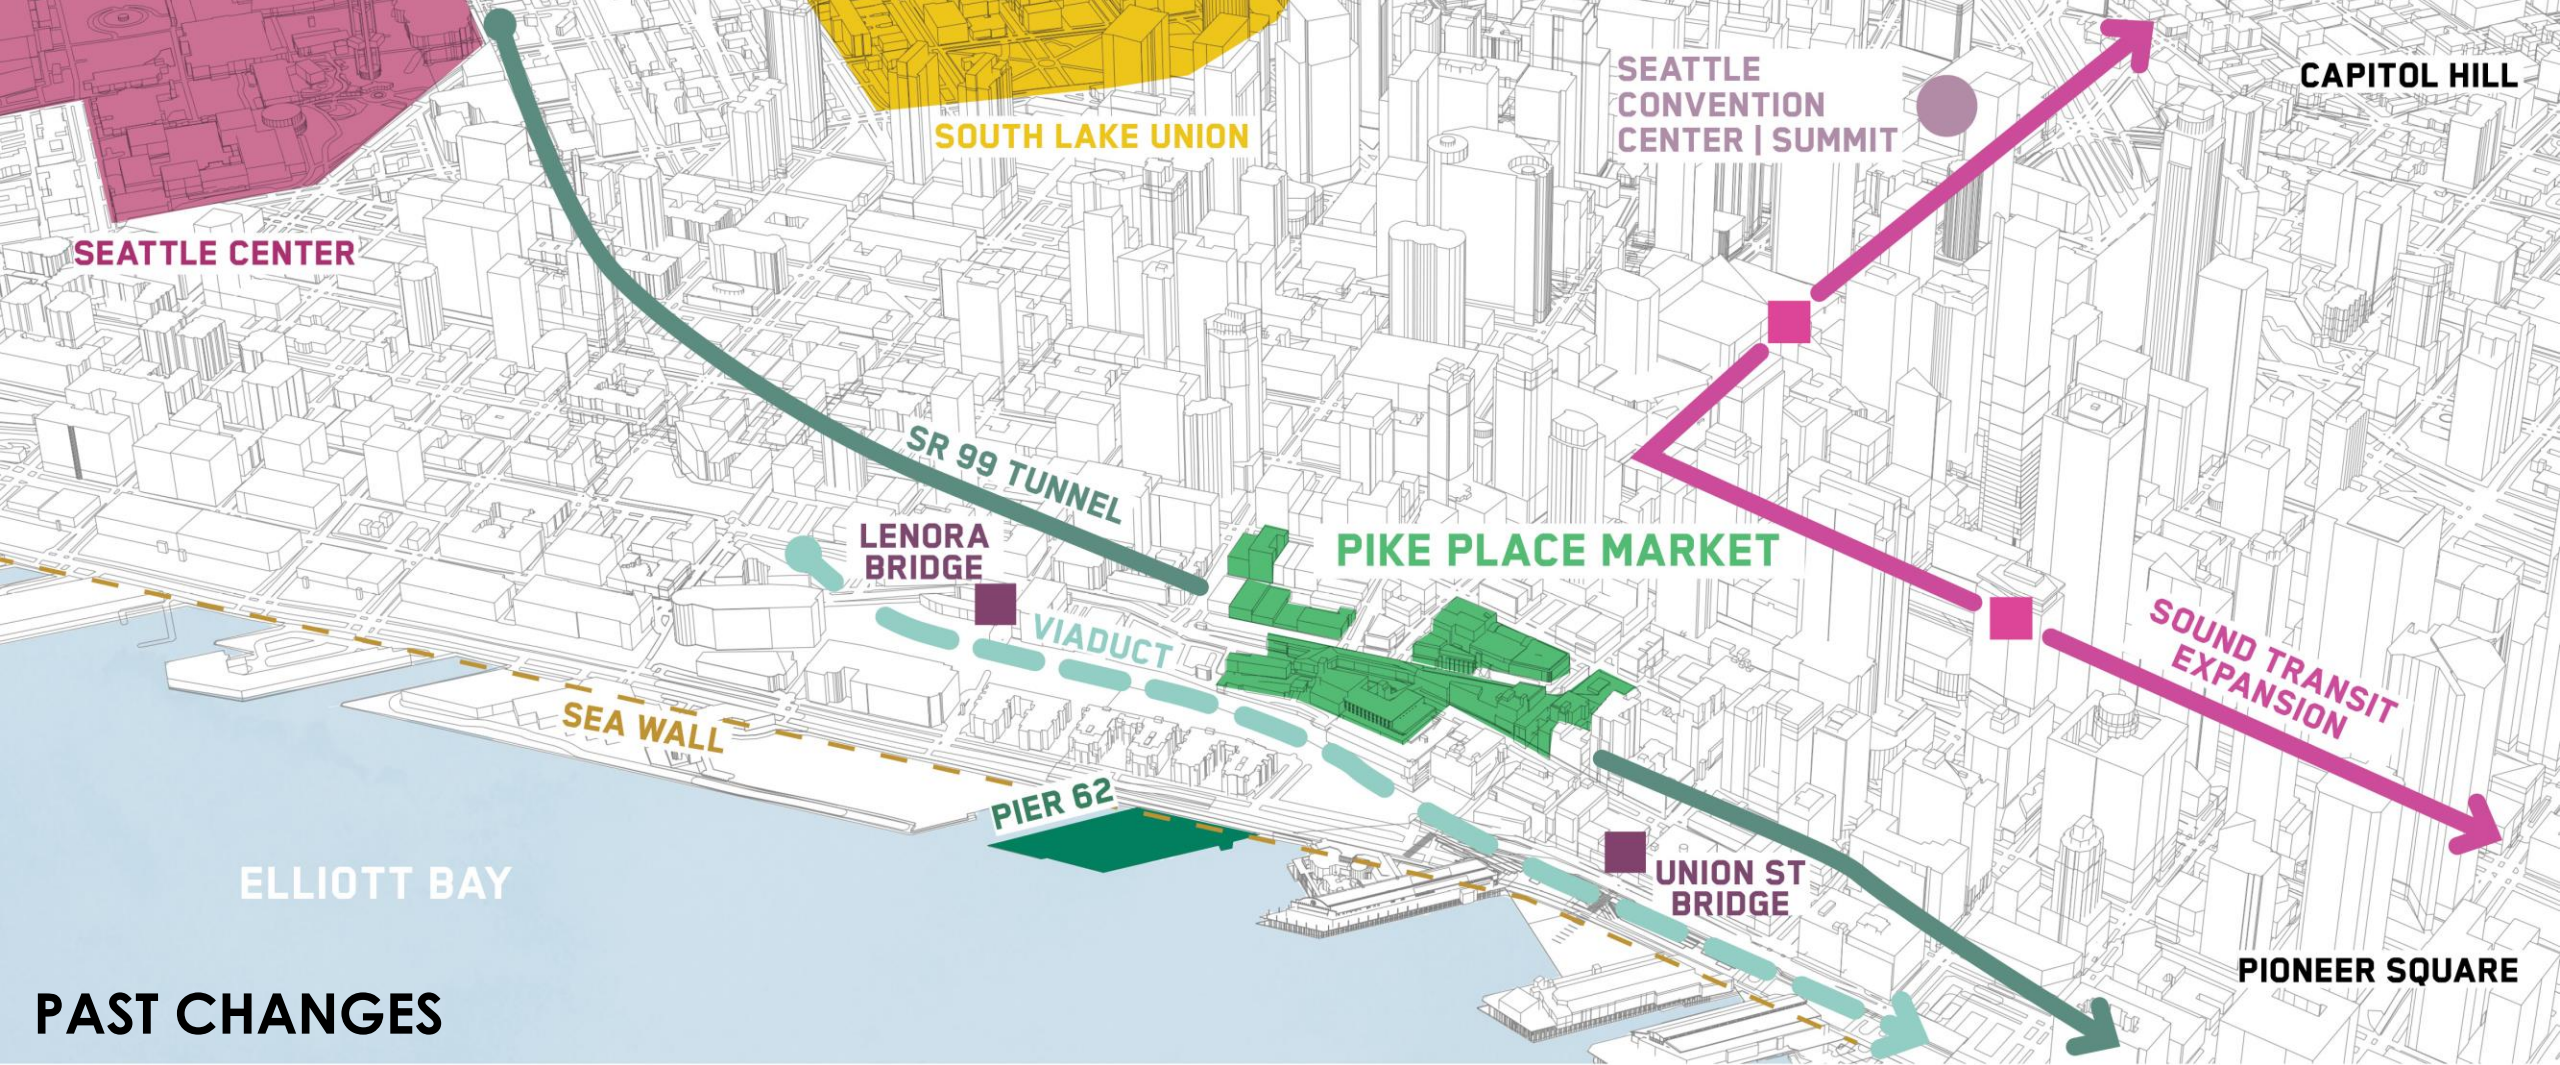 SEATTLE
CONVENTION
CENTER | SUMMIT
CAPITOL HILL
SOUTH LAKE UNION
SEATTLE CENTER
SR 99 TUNNEL
LENORA
BRIDGE
PIKE PLACE MARKET
VIADUCT
SOUND TRANSIT
EXPANSION
SEA WALL
PIER 62
ELLIOTT BAY
UNION ST
BRIDGE
PIONEER SQUARE
PAST CHANGES